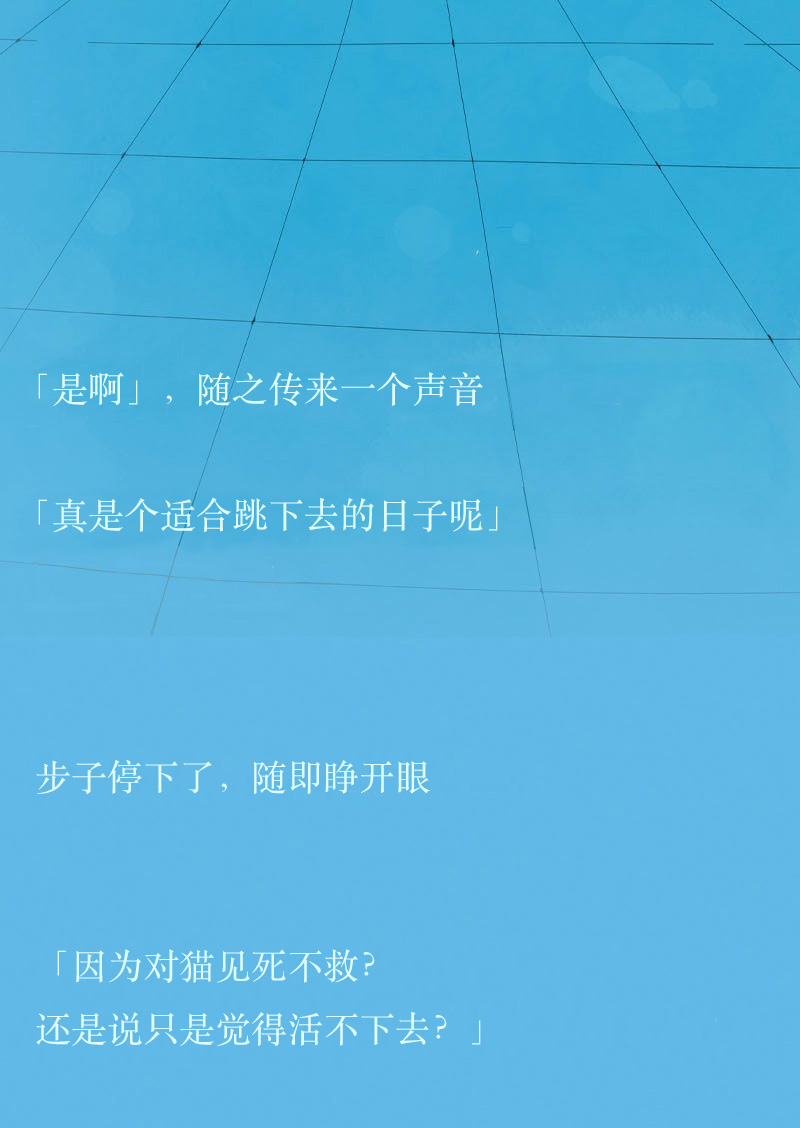 「是啊」，随之传来一个声音
「真是个适合跳下去的日子呢」
步子停下了，随即睁开眼
「因为对猫见死不救?
还是说只是觉得活不下去? 」